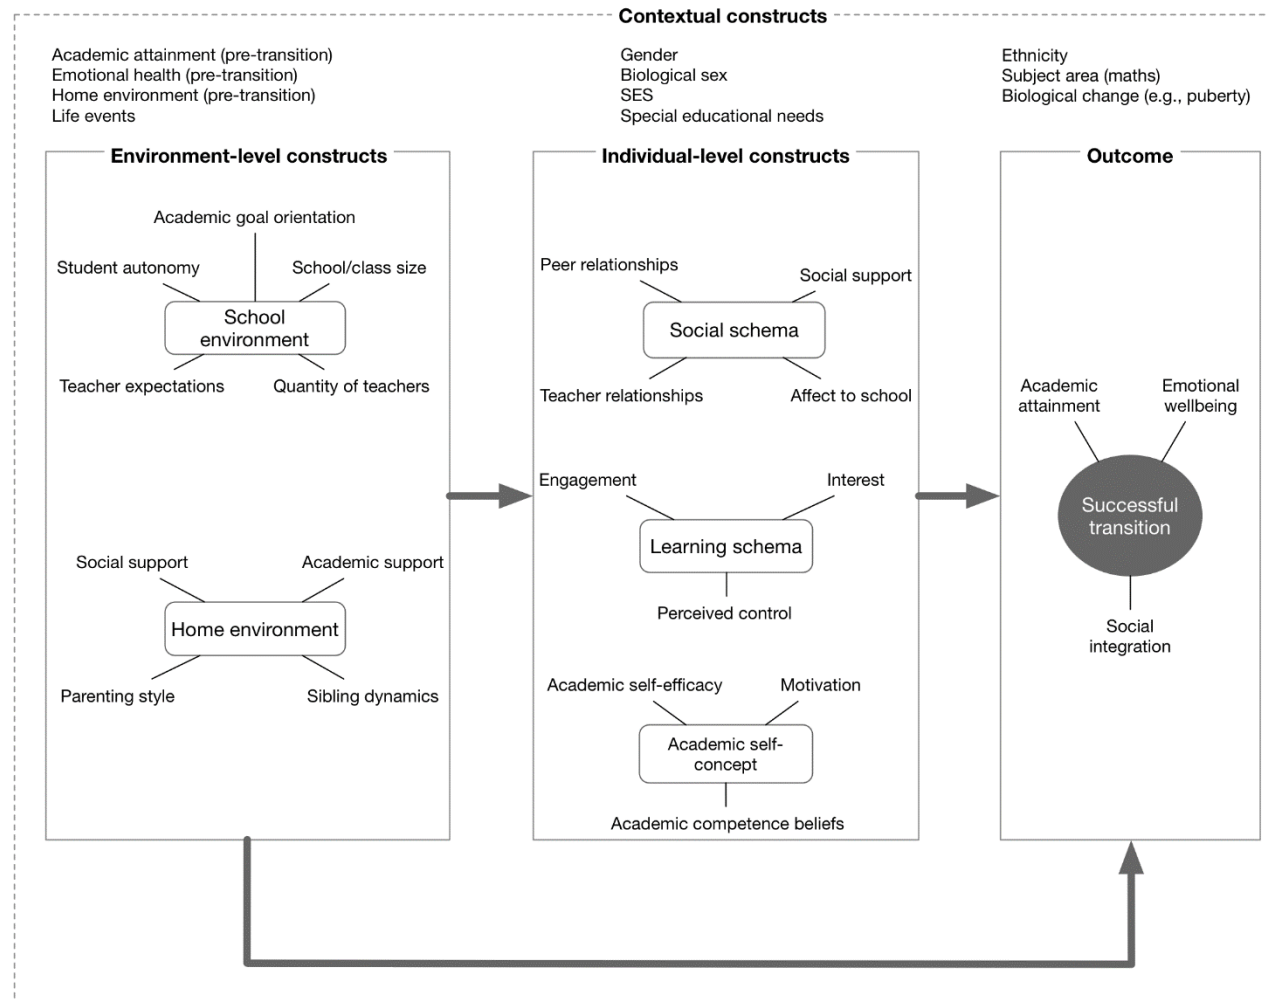 Contextual constructs
Academic attainment (pre-transition)
Emotional health (pre-transition)
Home environment (pre-transition)
Life events
Gender
Biological sex
SES
Special educational needs
Ethnicity
Subject area (maths)
Biological change (e.g., puberty)
Environment-level constructs
Academic goal orientation
Student autonomy
School/class size
School
environment
Teacher expectations
Quantity of teachers
Social support
Academic support
Home environment
Parenting style
Sibling dynamics
Individual-level constructs
Peer relationships
Social support
Social schema
Teacher relationships
Affect to school
Engagement
Interest
Learning schema
Perceived control
Academic self-efficacy
Motivation
Academic self-
concept
Academic competence beliefs
Outcome
Academic
attainment
Emotional
wellbeing
Successful
transition
Social
integration